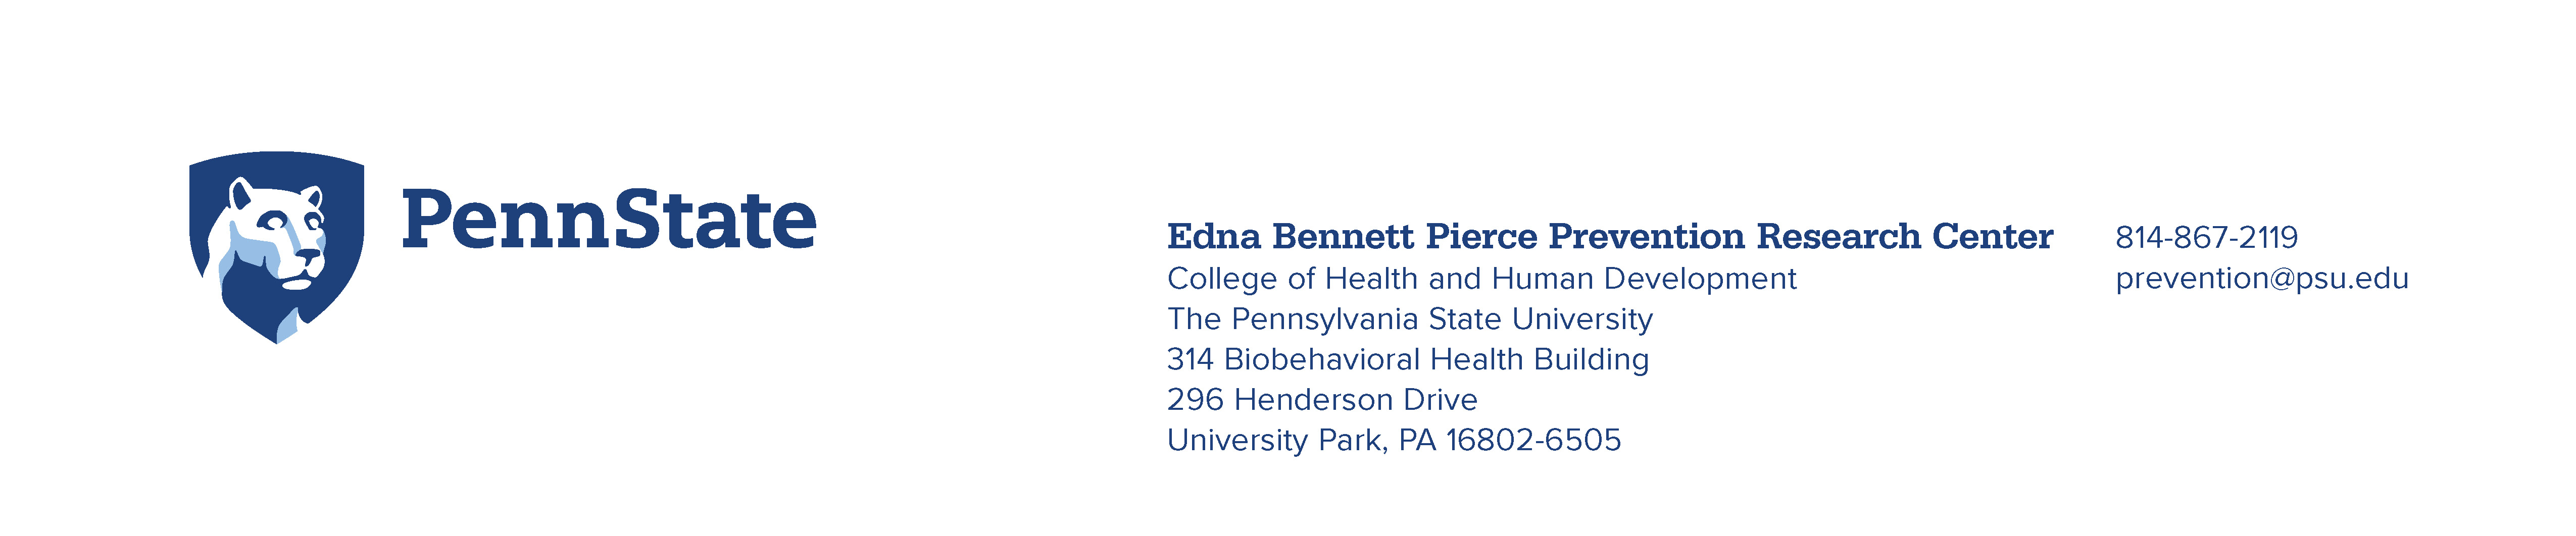 PennState
Edna Bennett Pierce Prevention Research Center
College of Health and Human Development
The Pennsylvania State University
314 Biobehavioral Health Building
296 Henderson Drive
University Park, PA 16802-6505
814-867-2119
prevention@psu.edu